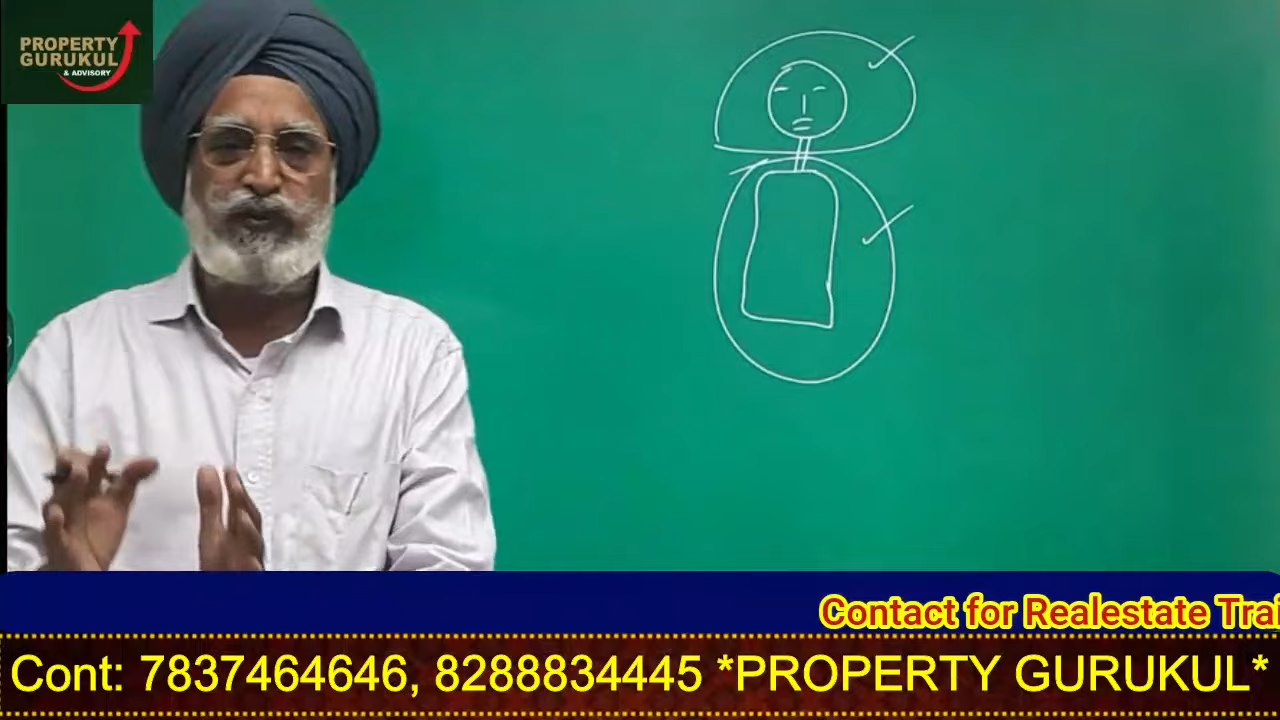 PROPERTY
GURUKUL
& ADVISORY
Contact for Realestate Trai
Cont: 7837464646, 8288834445 *PROPERTY GURUKUL*